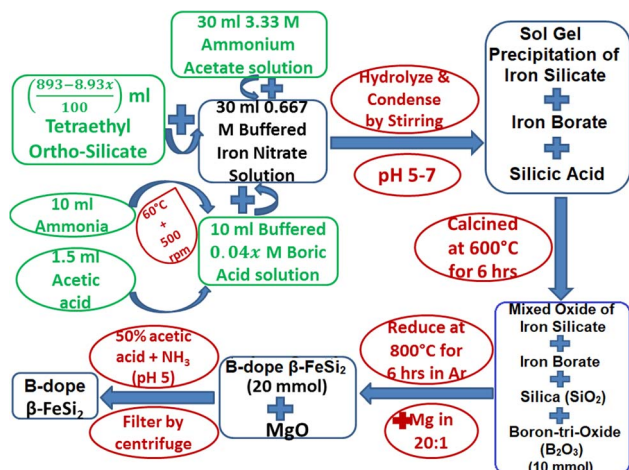 30 ml 3.33 M
Ammonium
Acetate solution
(893−8.93x / 100) ml
Tetraethyl
Ortho-Silicate
30 ml 0.667
M Buffered
Iron Nitrate
Solution
Hydrolyze &
Condense
by Stirring
pH 5-7
Sol Gel
Precipitation of
Iron Silicate
Iron Borate
Silicic Acid
10 ml
Ammonia
1.5 ml
Acetic
acid
60°C
+
500
rpm
10 ml Buffered
0.04x M Boric
Acid solution
Calcined
at 600°C
for 6 hrs
Mixed Oxide of
Iron Silicate
Iron Borate
Silica (SiO₂)
Boron-tri-Oxide
(B₂O₃)
(10 mmol)
Reduce at
800°C for
6 hrs in Ar
Mg in
20:1
B-dope β-FeSi₂
(20 mmol)
MgO
50% acetic
acid + NH₃
(pH 5)
Filter by
centrifuge
B-dope
β-FeSi₂